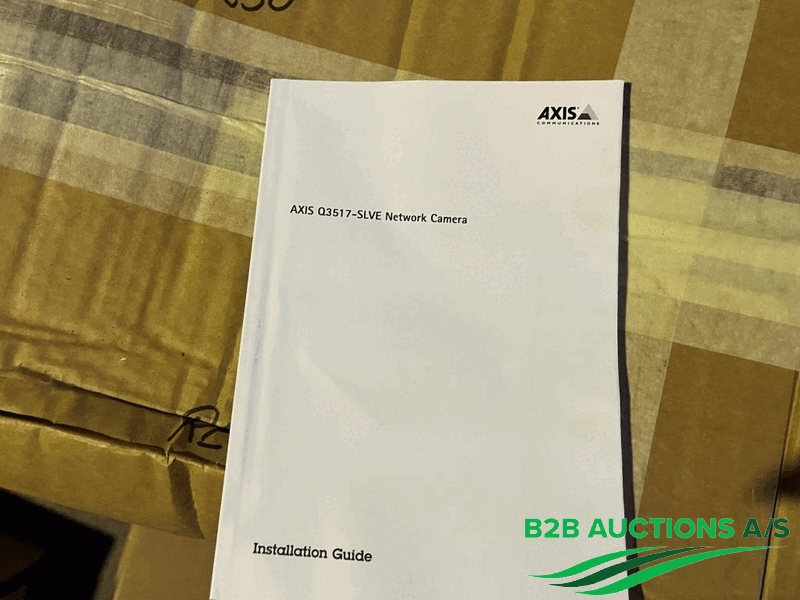 AXIS
COMMUNICATIONS
AXIS Q3517-SLVE Network Camera
Installation Guide
B2B AUCTIONS A/S